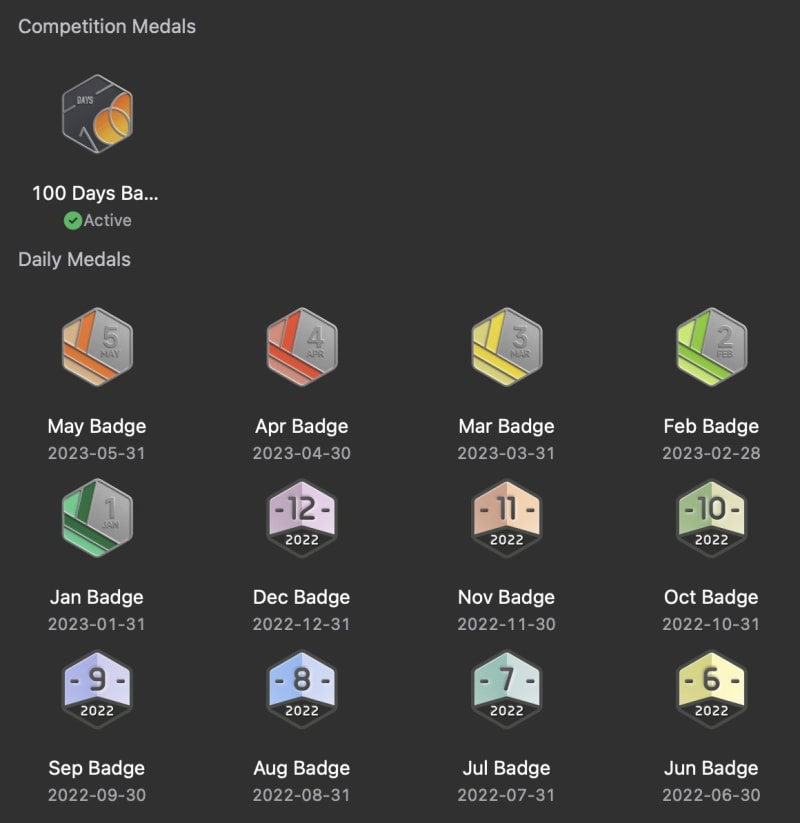 Competition Medals
DAYS
100 Days Ba...
Active
Daily Medals
5 4 3 2
MAY APR MAR FEB
May Badge Apr Badge Mar Badge Feb Badge
2023-05-31 2023-04-30 2023-03-31 2023-02-28
1 -12- -11- -10-
JAN 2022 2022 2022
Jan Badge Dec Badge Nov Badge Oct Badge
2023-01-31 2022-12-31 2022-11-30 2022-10-31
-9- -8- -7- -6-
2022 2022 2022 2022
Sep Badge Aug Badge Jul Badge Jun Badge
2022-09-30 2022-08-31 2022-07-31 2022-06-30